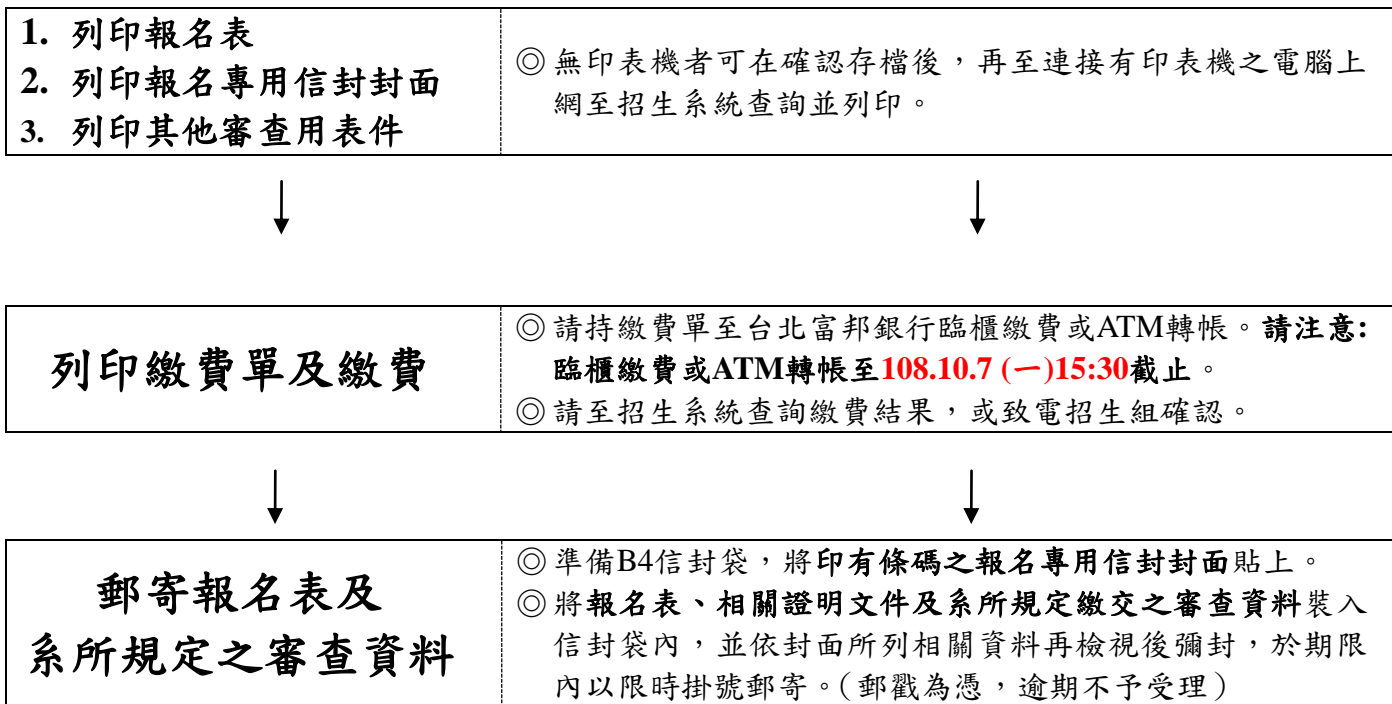 1. 列印報名表
2. 列印報名專用信封封面
3. 列印其他審查用表件
◎無印表機者可在確認存檔後，再至連接有印表機之電腦上
網至招生系統查詢並列印。
列印繳費單及繳費
◎請持繳費單至台北富邦銀行臨櫃繳費或ATM轉帳。請注意:
臨櫃繳費或ATM轉帳至108.10.7 (一)15:30截止。
◎請至招生系統查詢繳費結果，或致電招生組確認。
郵寄報名表及
系所規定之審查資料
◎準備B4信封袋，將印有條碼之報名專用信封封面貼上。
◎將報名表、相關證明文件及系所規定繳交之審查資料裝入
信封袋內，並依封面所列相關資料再檢視後彌封，於期限
內以限時掛號郵寄。(郵戳為憑，逾期不予受理)